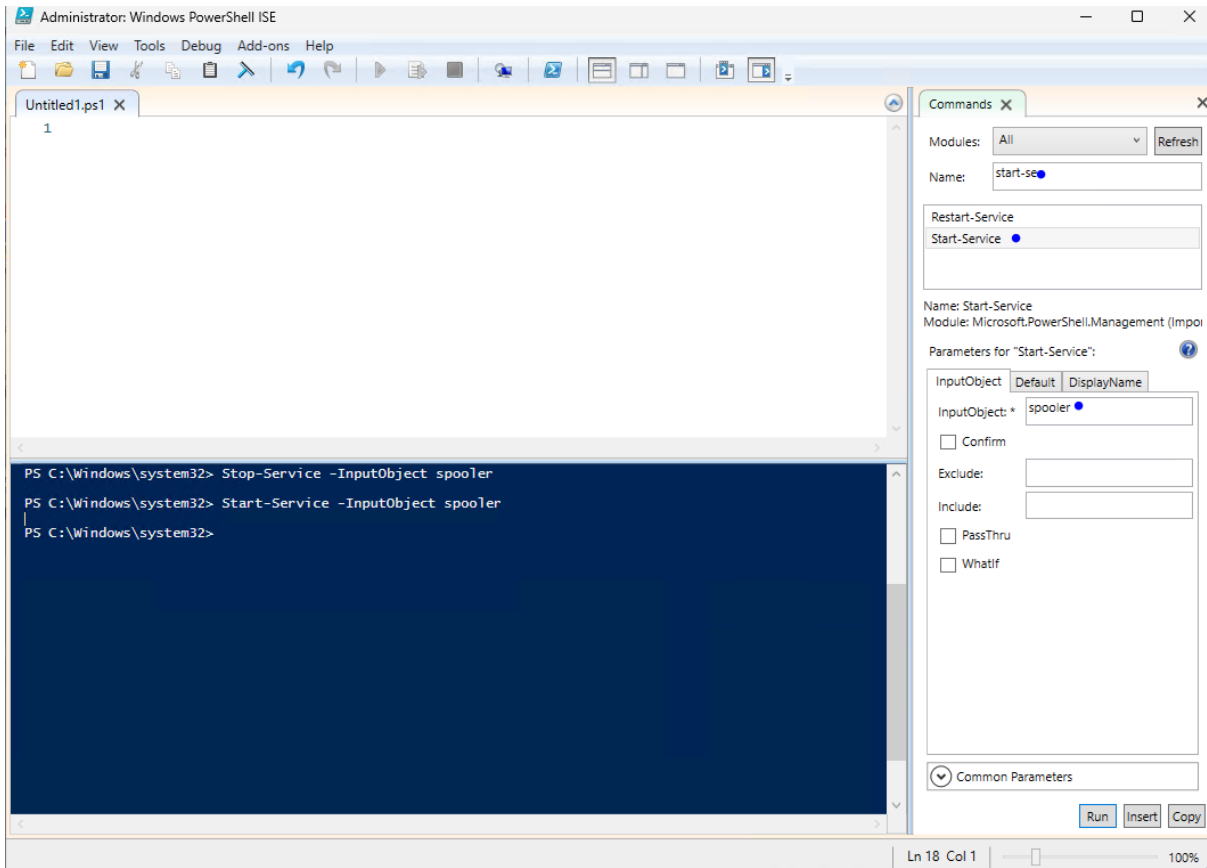 Administrator: Windows PowerShell ISE
File Edit View Tools Debug Add-ons Help
Untitled1.ps1
1
PS C:\Windows\system32> Stop-Service -InputObject spooler
PS C:\Windows\system32> Start-Service -InputObject spooler
PS C:\Windows\system32>
Commands
Modules: All Refresh
Name: start-se
Restart-Service
Start-Service
Name: Start-Service
Module: Microsoft.PowerShell.Management (Impor
Parameters for "Start-Service":
InputObject Default DisplayName
InputObject: * spooler
Confirm
Exclude:
Include:
PassThru
WhatIf
Common Parameters
Run Insert Copy
Ln 18 Col 1 100%